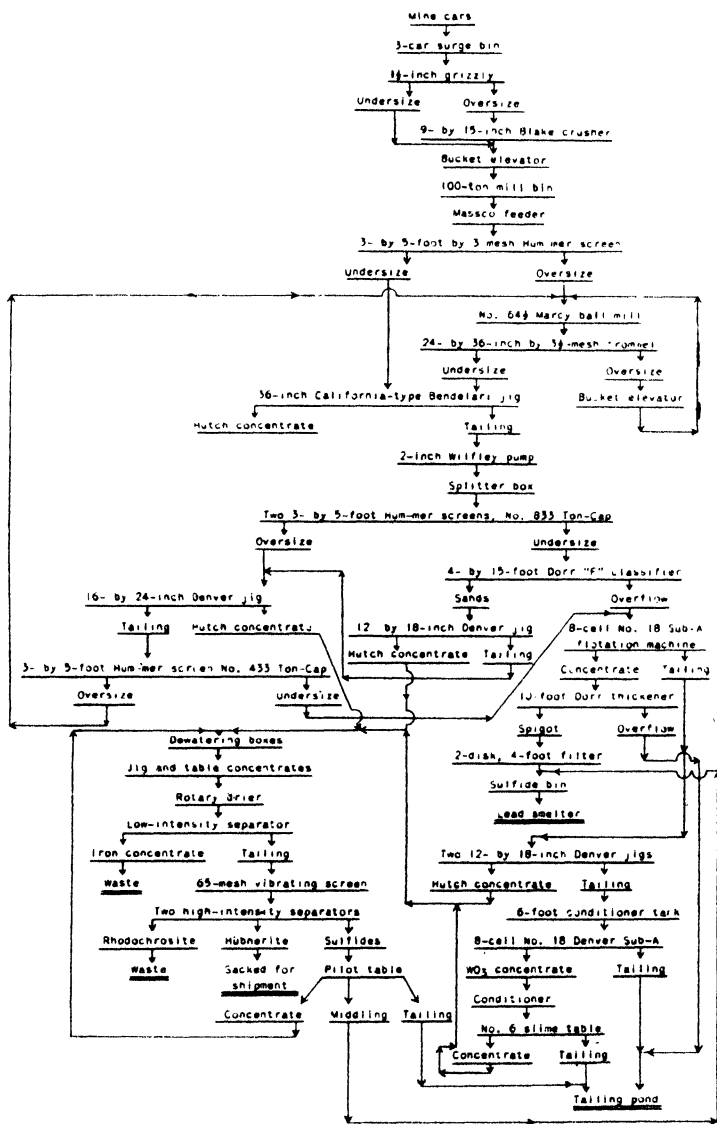 Mine cars
3-car surge bin
1½-inch grizzly
Undersize Oversize
9- by 15-inch Blake crusher
Bucket elevator
100-ton mill bin
Massco feeder
3- by 5-foot by 3 mesh Hum-mer screen
Undersize Oversize
No. 64½ Marcy ball mill
24- by 36-inch by 3½-mesh trommel
Undersize Oversize
36-inch California-type Bendelari jig Bucket elevator
Hutch concentrate Tailing
2-inch Wilfley pump
Splitter box
Two 3- by 5-foot Hum-mer screens, No. 833 Ton-Cap
Oversize Undersize
4- by 15-foot Dorr "F" classifier
16- by 24-inch Denver jig Sands Overflow
Tailing Hutch concentrate 12 by 18-inch Denver jig 8-cell No. 18 Sub-A
flotation machine
Hutch concentrate Tailing
3- by 5-foot Hum-mer screen No. 433 Ton-Cap Concentrate Tailing
Oversize Undersize 10-foot Dorr thickener
Spigot Overflow
Dewatering boxes 2-disk, 4-foot filter
Jig and table concentrates Sulfide bin
Rotary drier Lead smelter
Low-intensity separator
Iron concentrate Tailing Two 12- by 18-inch Denver jigs
Waste 65-mesh vibrating screen Hutch concentrate Tailing
Two high-intensity separators 6-foot conditioner tank
Rhodochrosite Hübnerite Sulfides 8-cell No. 18 Denver Sub-A
Waste Sacked for
shipment Pilot table WO₃ concentrate Tailing
Conditioner
Concentrate Middling Tailing No. 6 slime table
Concentrate Tailing
Tailing pond